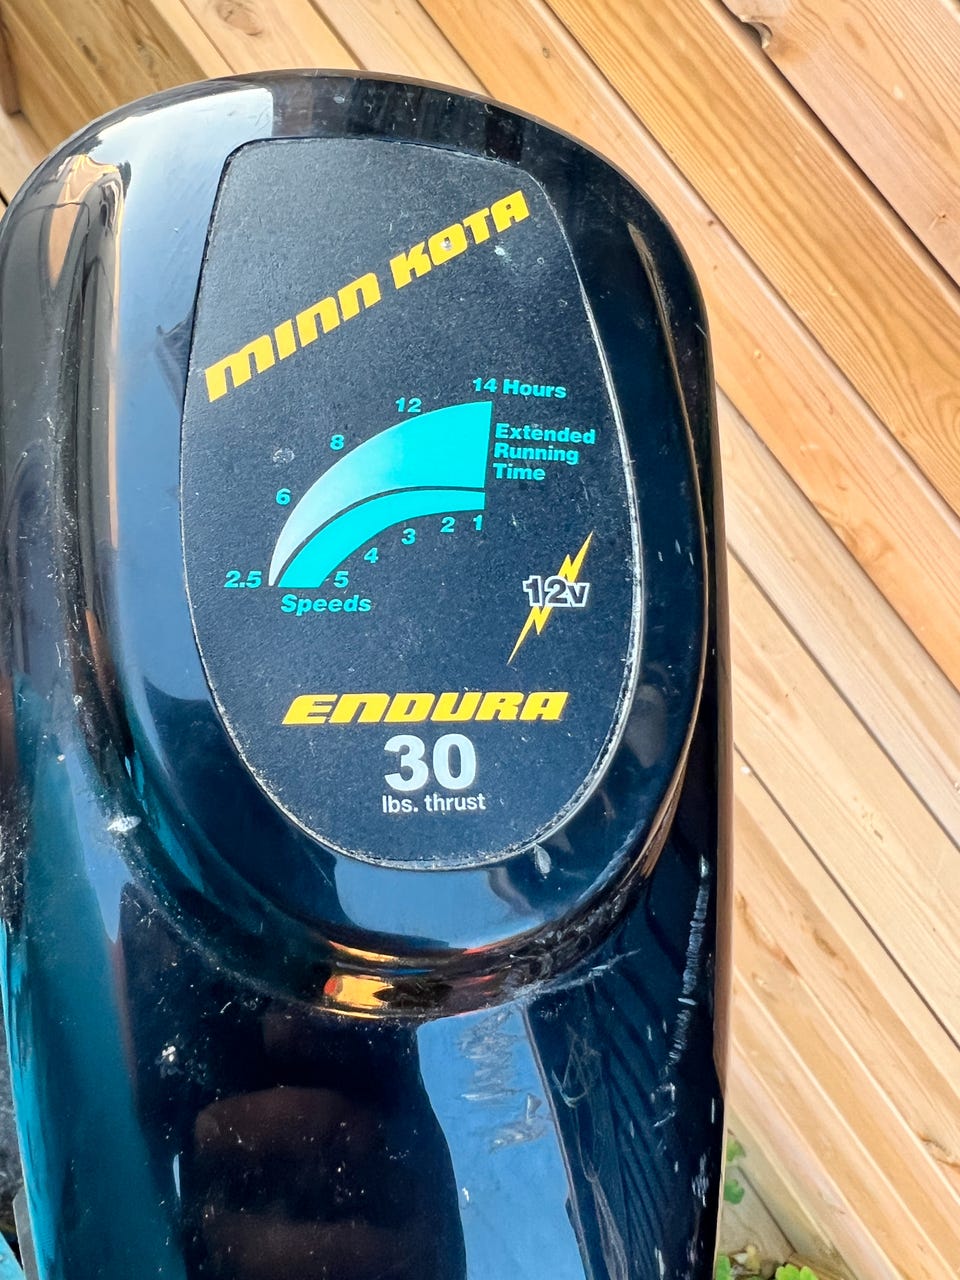 MINN KOTA
14 Hours
12
8
6
2.5
Extended
Running
Time
1
2
3
4
5
Speeds
12V
ENDURA
30
lbs. thrust